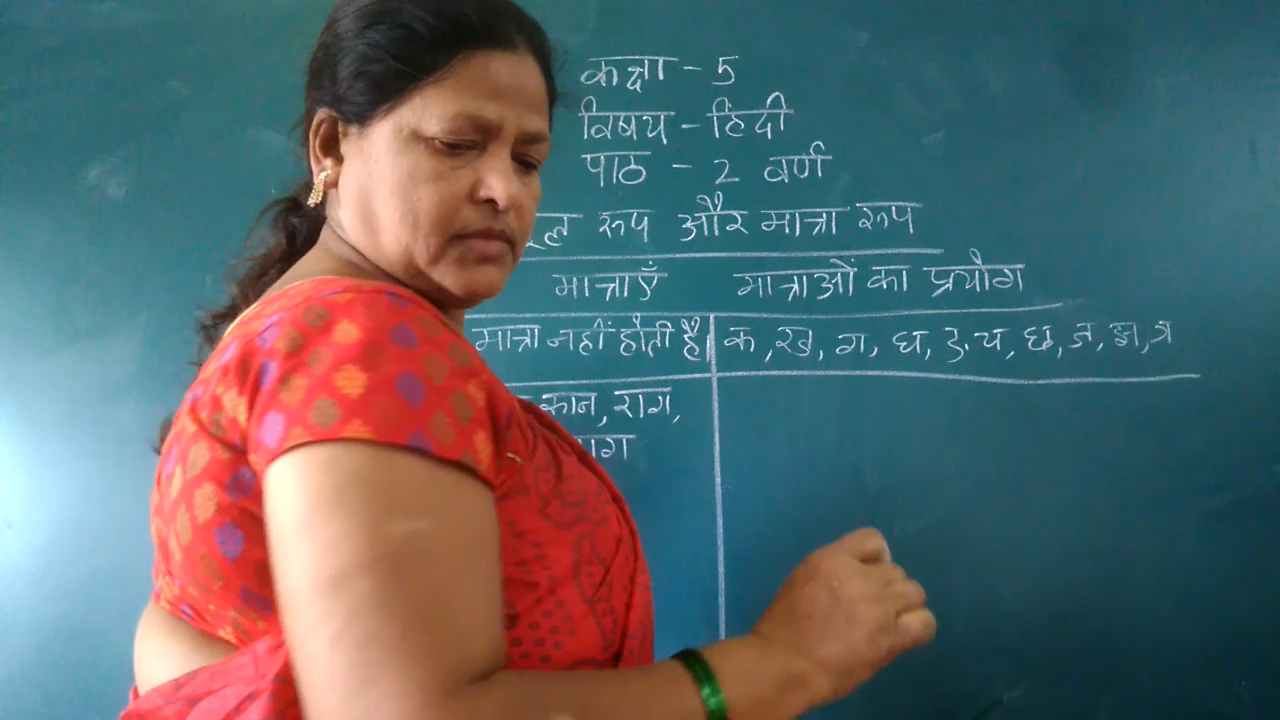 कक्षा - 5
विषय - हिंदी
पाठ - 2 वर्ण
रूप और मात्रा रूप
मात्राएँ मात्राओं का प्रयोग
मात्रा नहीं होती है। क, ख, ग, घ, ङ, च, छ, ज, झ, ञ
कान, राग,